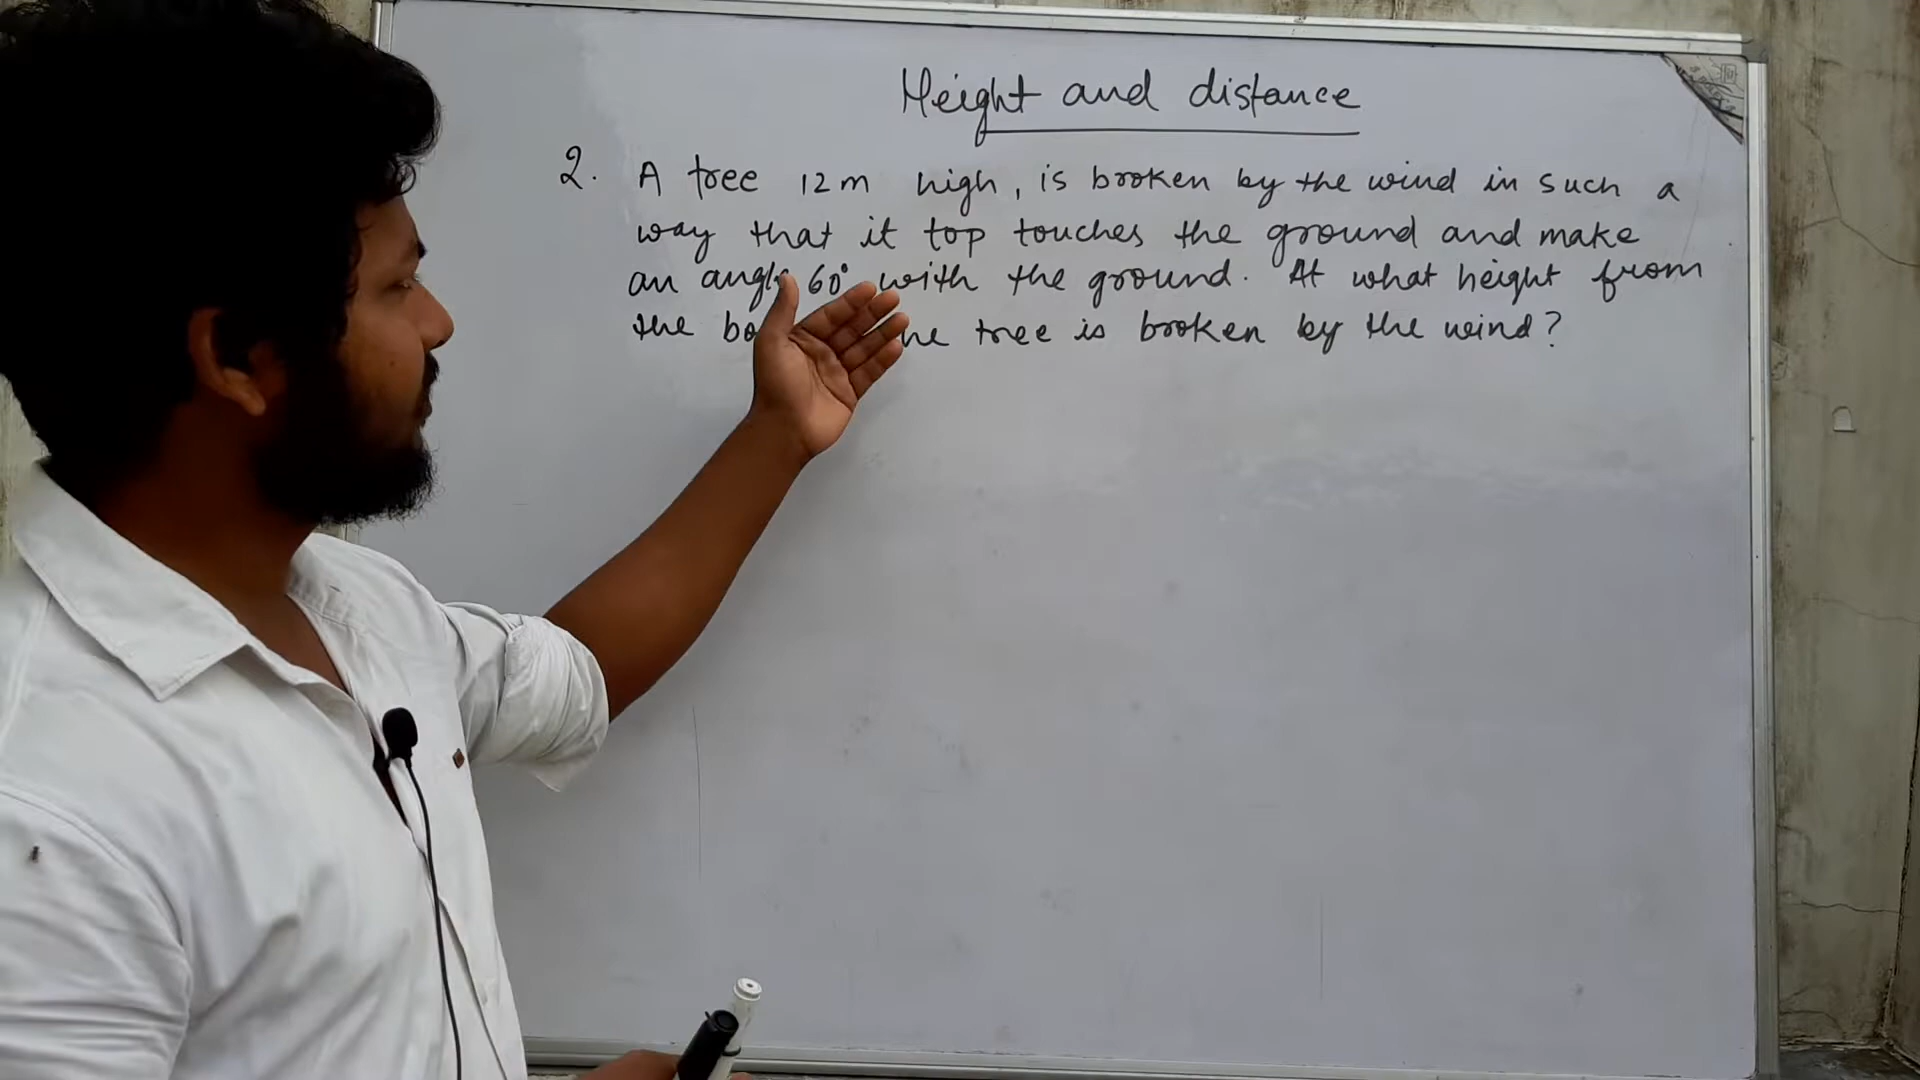 Height and distance
2. A tree 12m high, is broken by the wind in such a
way that it top touches the ground and make
an angle 60° with the ground. At what height from
the tree is broken by the wind?